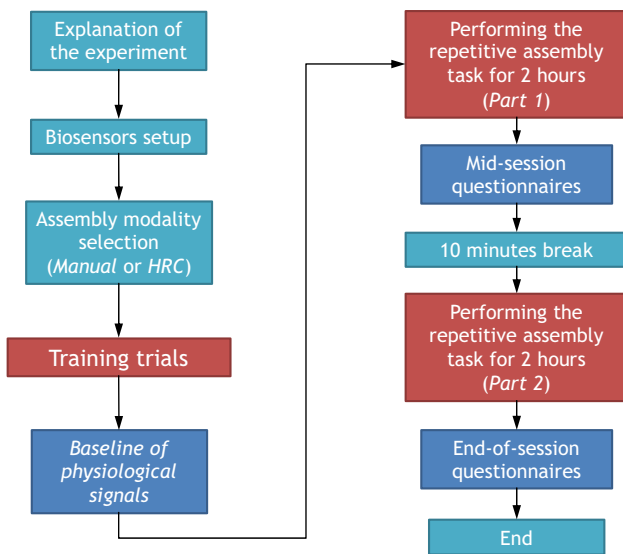 Explanation of
the experiment
Biosensors setup
Assembly modality
selection
(Manual or HRC)
Training trials
Baseline of
physiological
signals
Performing the
repetitive assembly
task for 2 hours
(Part 1)
Mid-session
questionnaires
10 minutes break
Performing the
repetitive assembly
task for 2 hours
(Part 2)
End-of-session
questionnaires
End